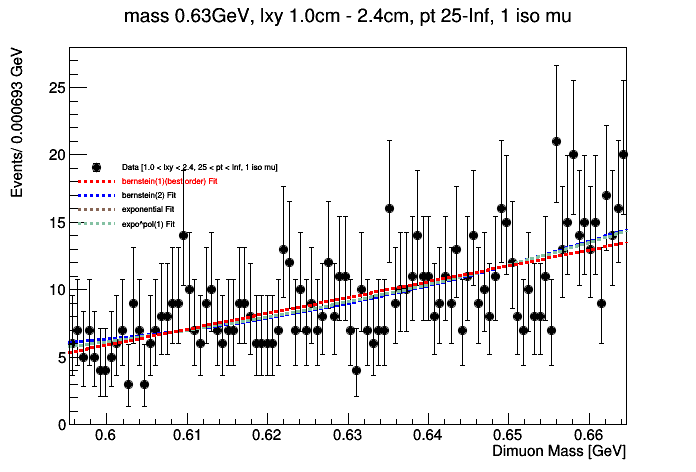 mass 0.63GeV, lxy 1.0cm - 2.4cm, pt 25-Inf, 1 iso mu
Events/ 0.000693 GeV
25
20
15
10
5
0
Data [1.0 < lxy < 2.4, 25 < pt < Inf, 1 iso mu]
bernstein(1)(best order) Fit
bernstein(2) Fit
exponential Fit
expo*pol(1) Fit
0.6 0.61 0.62 0.63 0.64 0.65 0.66
Dimuon Mass [GeV]